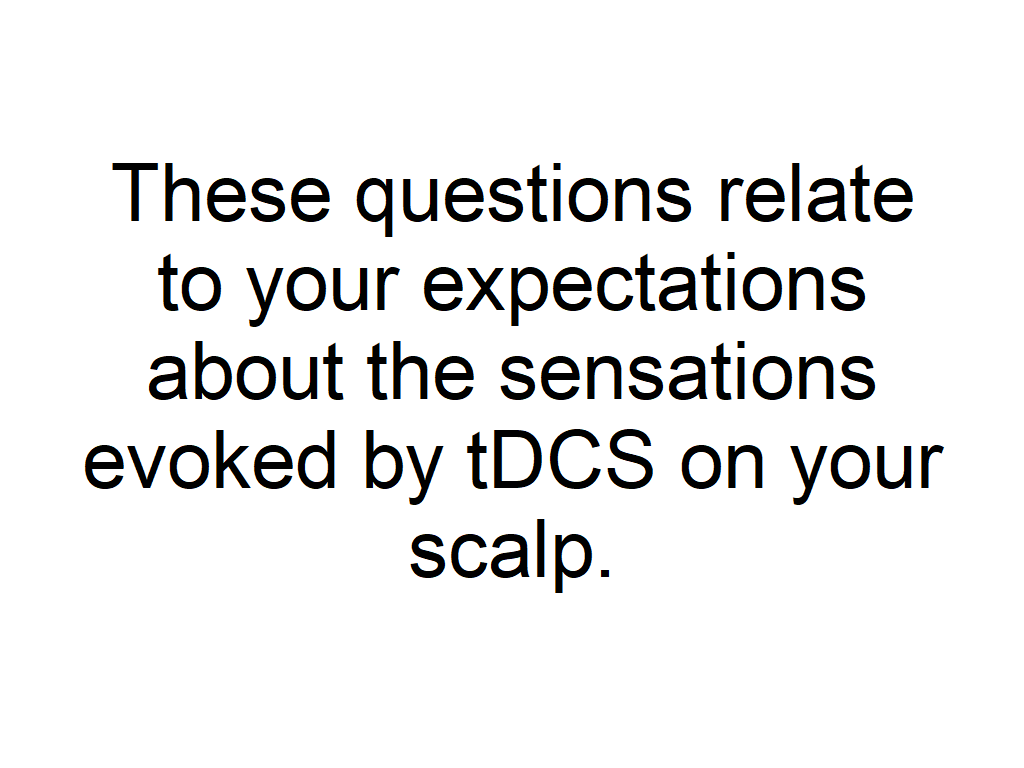 These questions relate
to your expectations
about the sensations
evoked by tDCS on your
scalp.